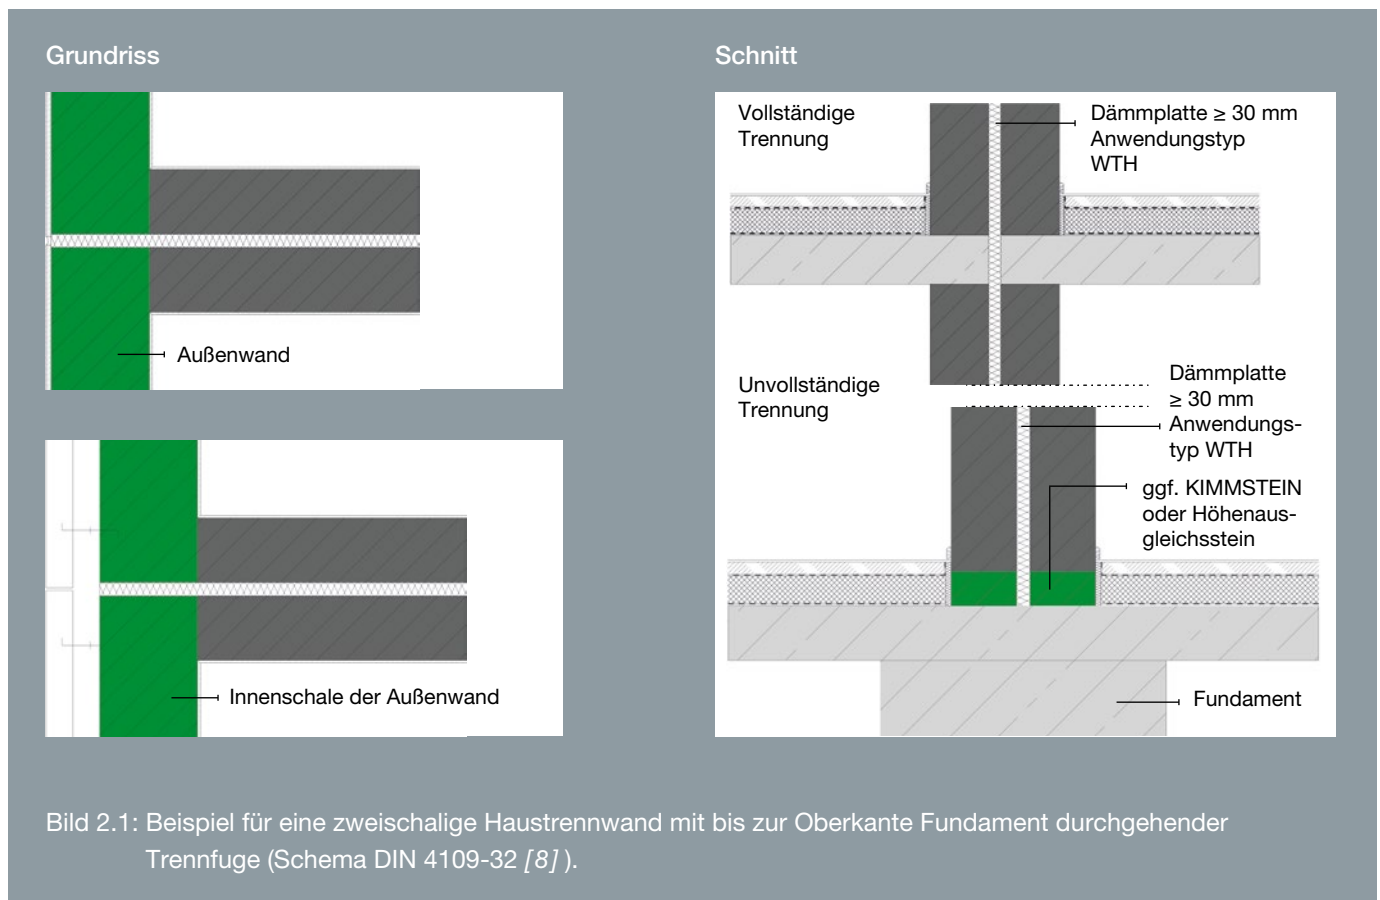 Grundriss
Außenwand
Innenschale der Außenwand
Schnitt
Vollständige
Trennung
Dämmplatte ≥ 30 mm
Anwendungstyp
WTH
Unvollständige
Trennung
Dämmplatte
≥ 30 mm
Anwendungs-
typ WTH
ggf. KIMMSTEIN
oder Höhenaus-
gleichsstein
Fundament
Bild 2.1: Beispiel für eine zweischalige Haustrennwand mit bis zur Oberkante Fundament durchgehender
Trennfuge (Schema DIN 4109-32 [8] ).